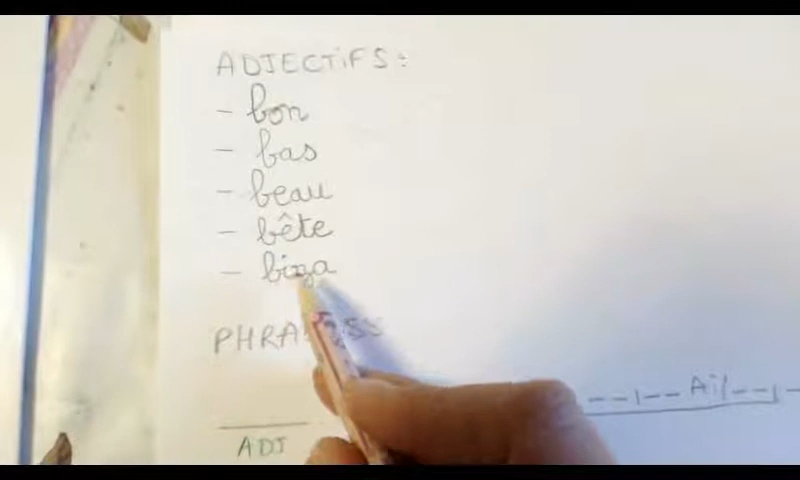 ADJECTiFS:
- bon
- bas
- beau
- bête
- biza
ADJ